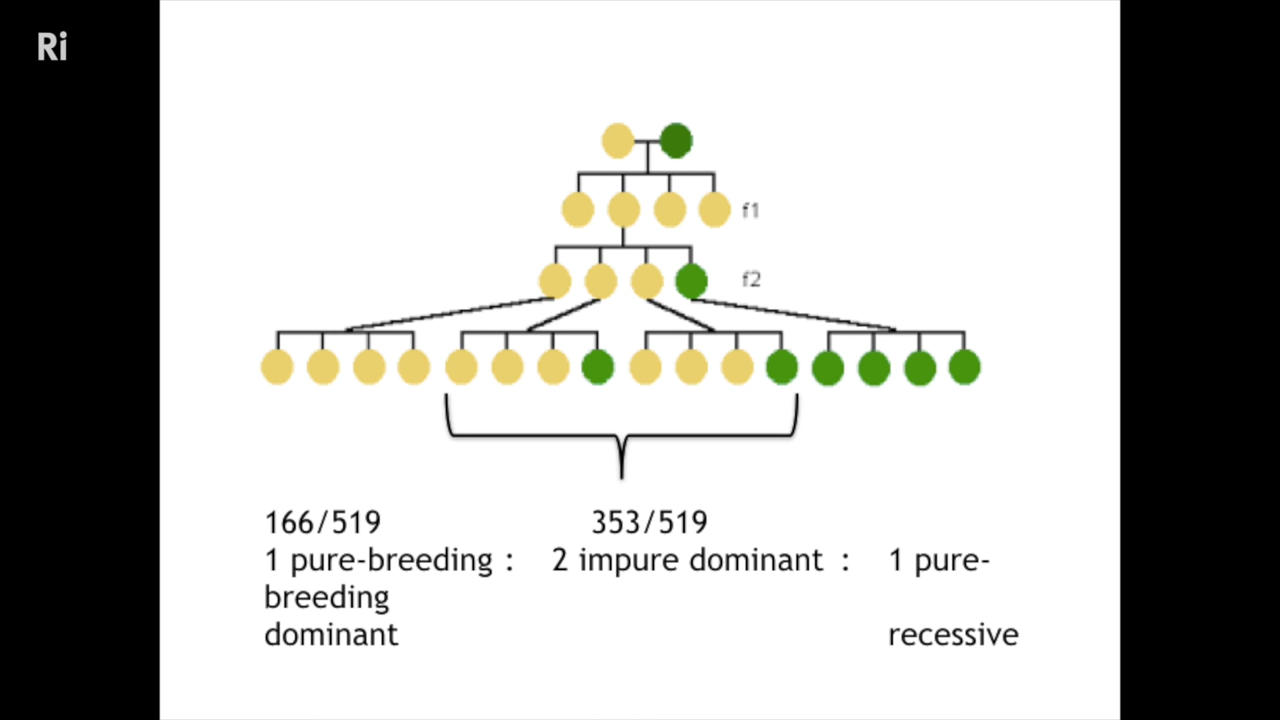 Ri
f1
f2
166/519 353/519
1 pure-breeding : 2 impure dominant : 1 pure-
breeding
dominant recessive